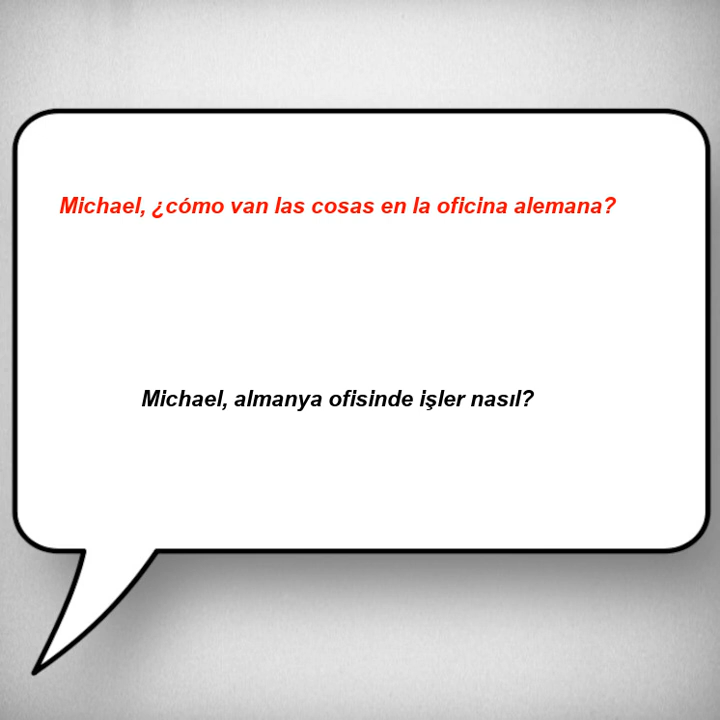 Michael, ¿cómo van las cosas en la oficina alemana?
Michael, almanya ofisinde işler nasıl?